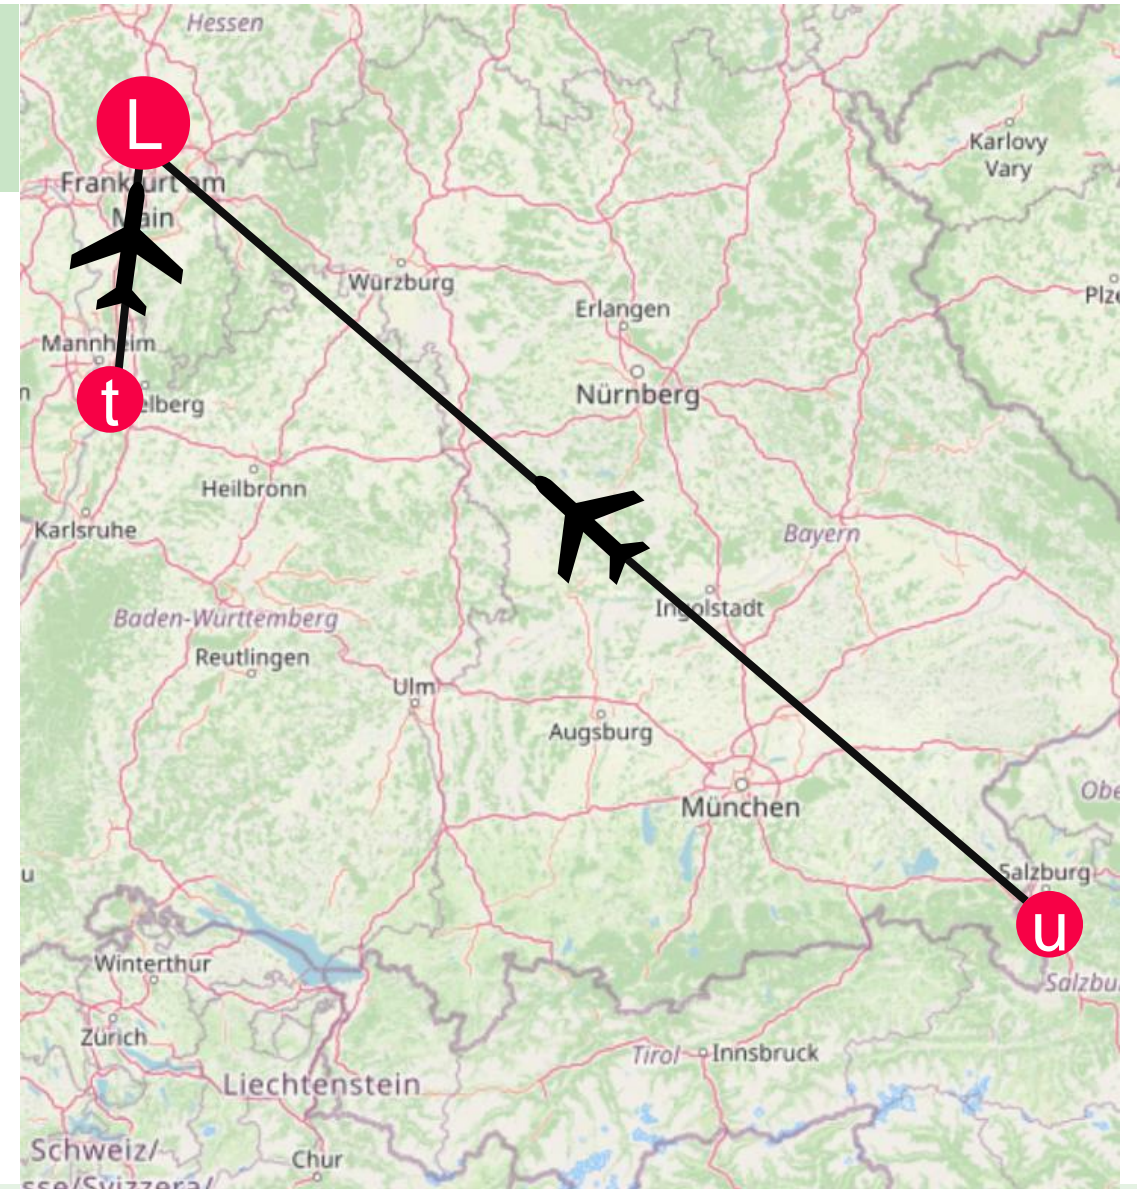 Hessen
L
Karlovy
Vary
Frankfurt am
Main
Würzburg
Erlangen
Mannheim
Nürnberg
t
Heilbronn
Karlsruhe
Bayern
Ingolstadt
Baden-Württemberg
Reutlingen
Ulm
Augsburg
München
Salzburg
u
Winterthur
Zürich
Tirol
Innsbruck
Liechtenstein
Schweiz/
Chur